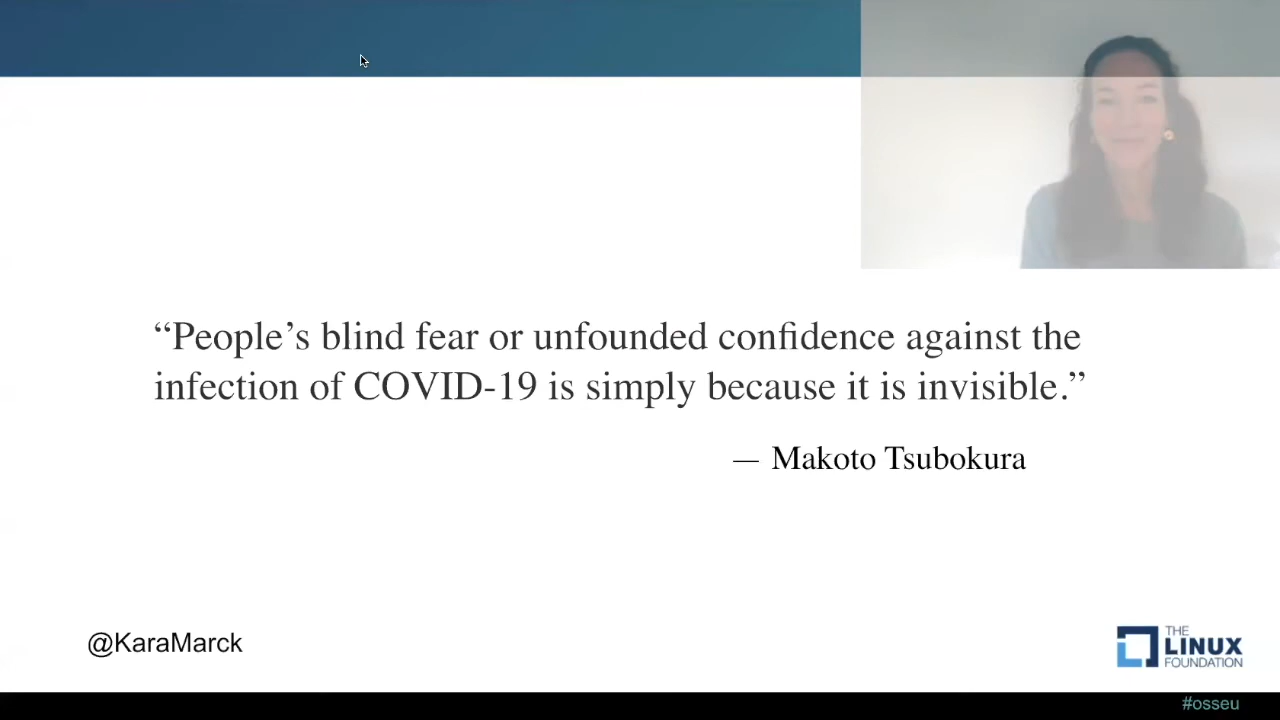 “People’s blind fear or unfounded confidence against the
infection of COVID-19 is simply because it is invisible.”
— Makoto Tsubokura
@KaraMarck
THE
LINUX
FOUNDATION
#osseu